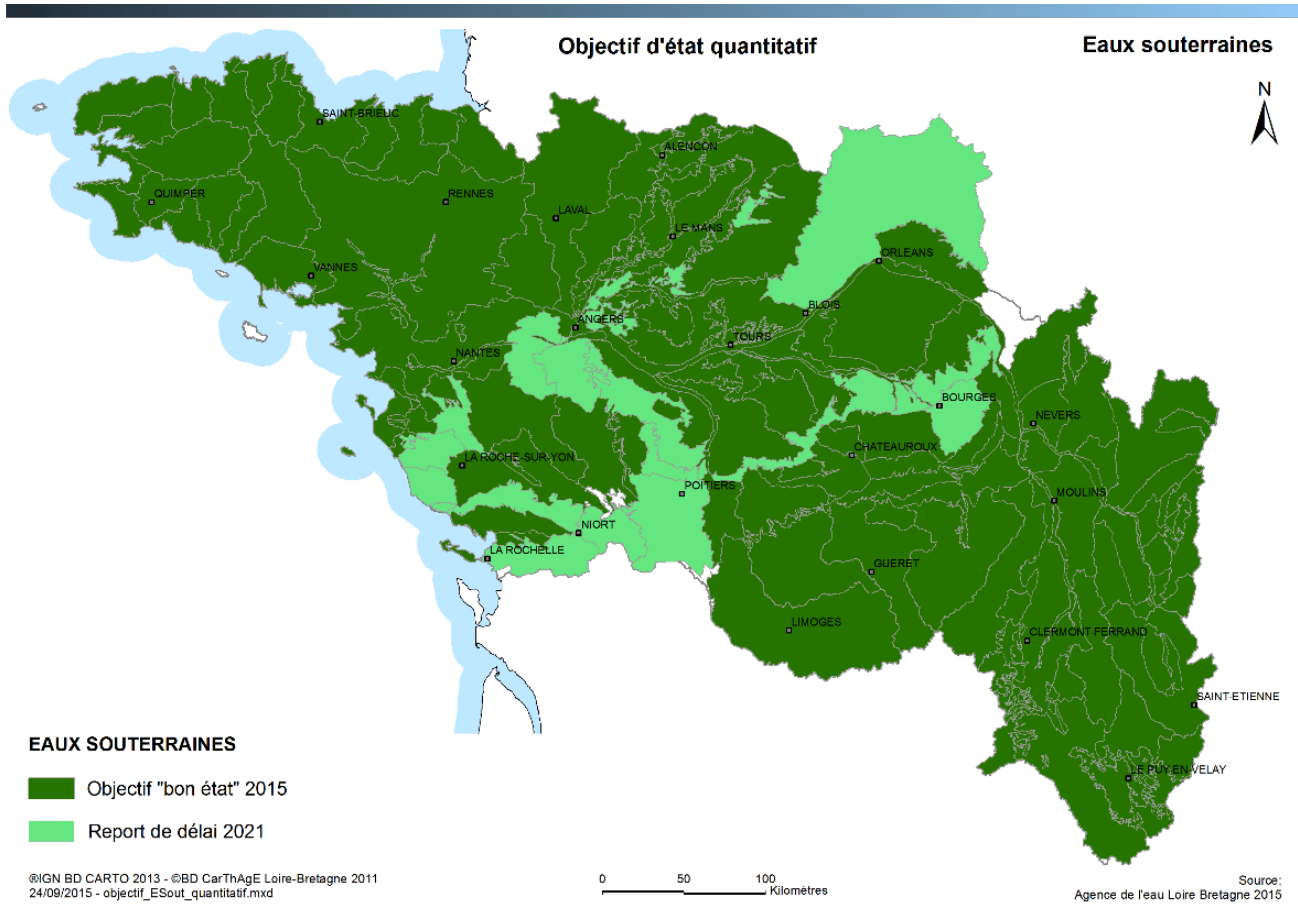 Objectif d'état quantitatif
Eaux souterraines
N
SAINT-BRIEUC
ALENCON
QUIMPER
RENNES
LAVAL
LE MANS
ORLEANS
VANNES
BLOIS
ANGERS
TOURS
NANTES
BOURGES
NEVERS
CHATEAUROUX
LA ROCHE-SUR-YON
POITIERS
MOULINS
NIORT
LA ROCHELLE
GUERET
LIMOGES
CLERMONT FERRAND
SAINT-ETIENNE
LE PUY-EN-VELAY
EAUX SOUTERRAINES
Objectif "bon état" 2015
Report de délai 2021
®IGN BD CARTO 2013 - ©BD CarThAgE Loire-Bretagne 2011
24/09/2015 - objectif_ESout_quantitatif.mxd
0 50 100
Kilomètres
Source:
Agence de l'eau Loire Bretagne 2015